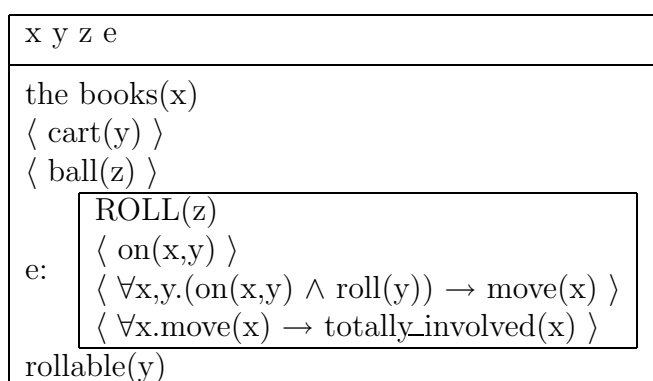 x y z e
the books(x)
⟨ cart(y) ⟩
⟨ ball(z) ⟩
e:
ROLL(z)
⟨ on(x,y) ⟩
⟨ ∀x,y.(on(x,y) ∧ roll(y)) → move(x) ⟩
⟨ ∀x.move(x) → totally_involved(x) ⟩
rollable(y)